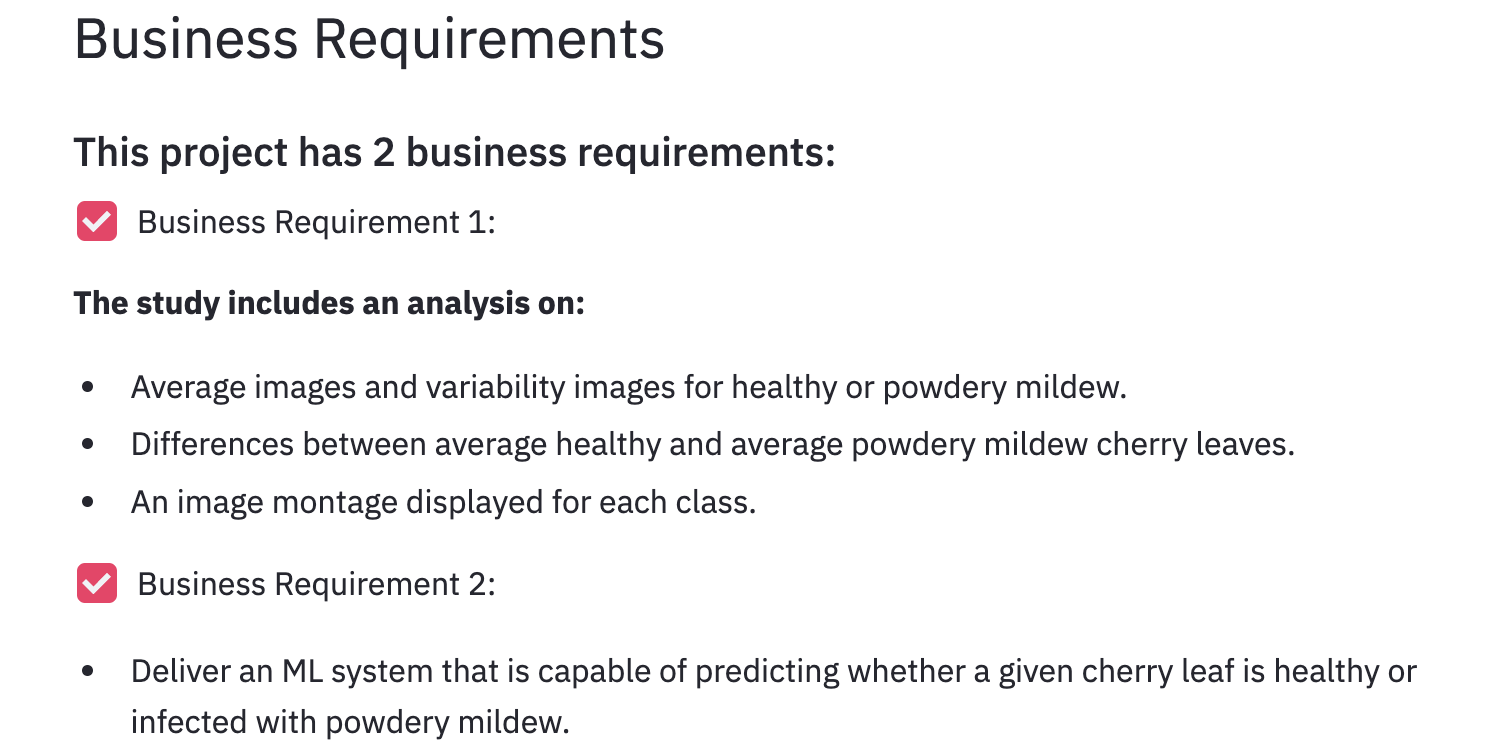 Business Requirements
This project has 2 business requirements:
Business Requirement 1:
The study includes an analysis on:
Average images and variability images for healthy or powdery mildew.
Differences between average healthy and average powdery mildew cherry leaves.
An image montage displayed for each class.
Business Requirement 2:
Deliver an ML system that is capable of predicting whether a given cherry leaf is healthy or
infected with powdery mildew.